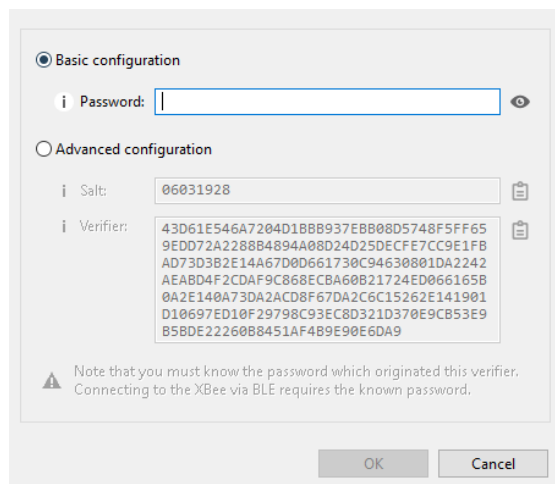 Basic configuration
i Password:
Advanced configuration
i Salt: 06031928
i Verifier: 43D61E546A7204D1BBB937EBB08D5748F5FF65
9EDD72A2288B4894A08D24D25DECFE7CC9E1FB
AD73D3B2E14A67D0D661730C94630801DA2242
AEABD4F2CDAF9C868ECBA60B21724ED066165B
0A2E140A73DA2ACD8F67DA2C6C15262E141901
D10697ED10F29798C93EC8D321D370E9CB53E9
B5BDE22260B8451AF4B9E90E6DA9
Note that you must know the password which originated this verifier.
Connecting to the XBee via BLE requires the known password.
OK Cancel